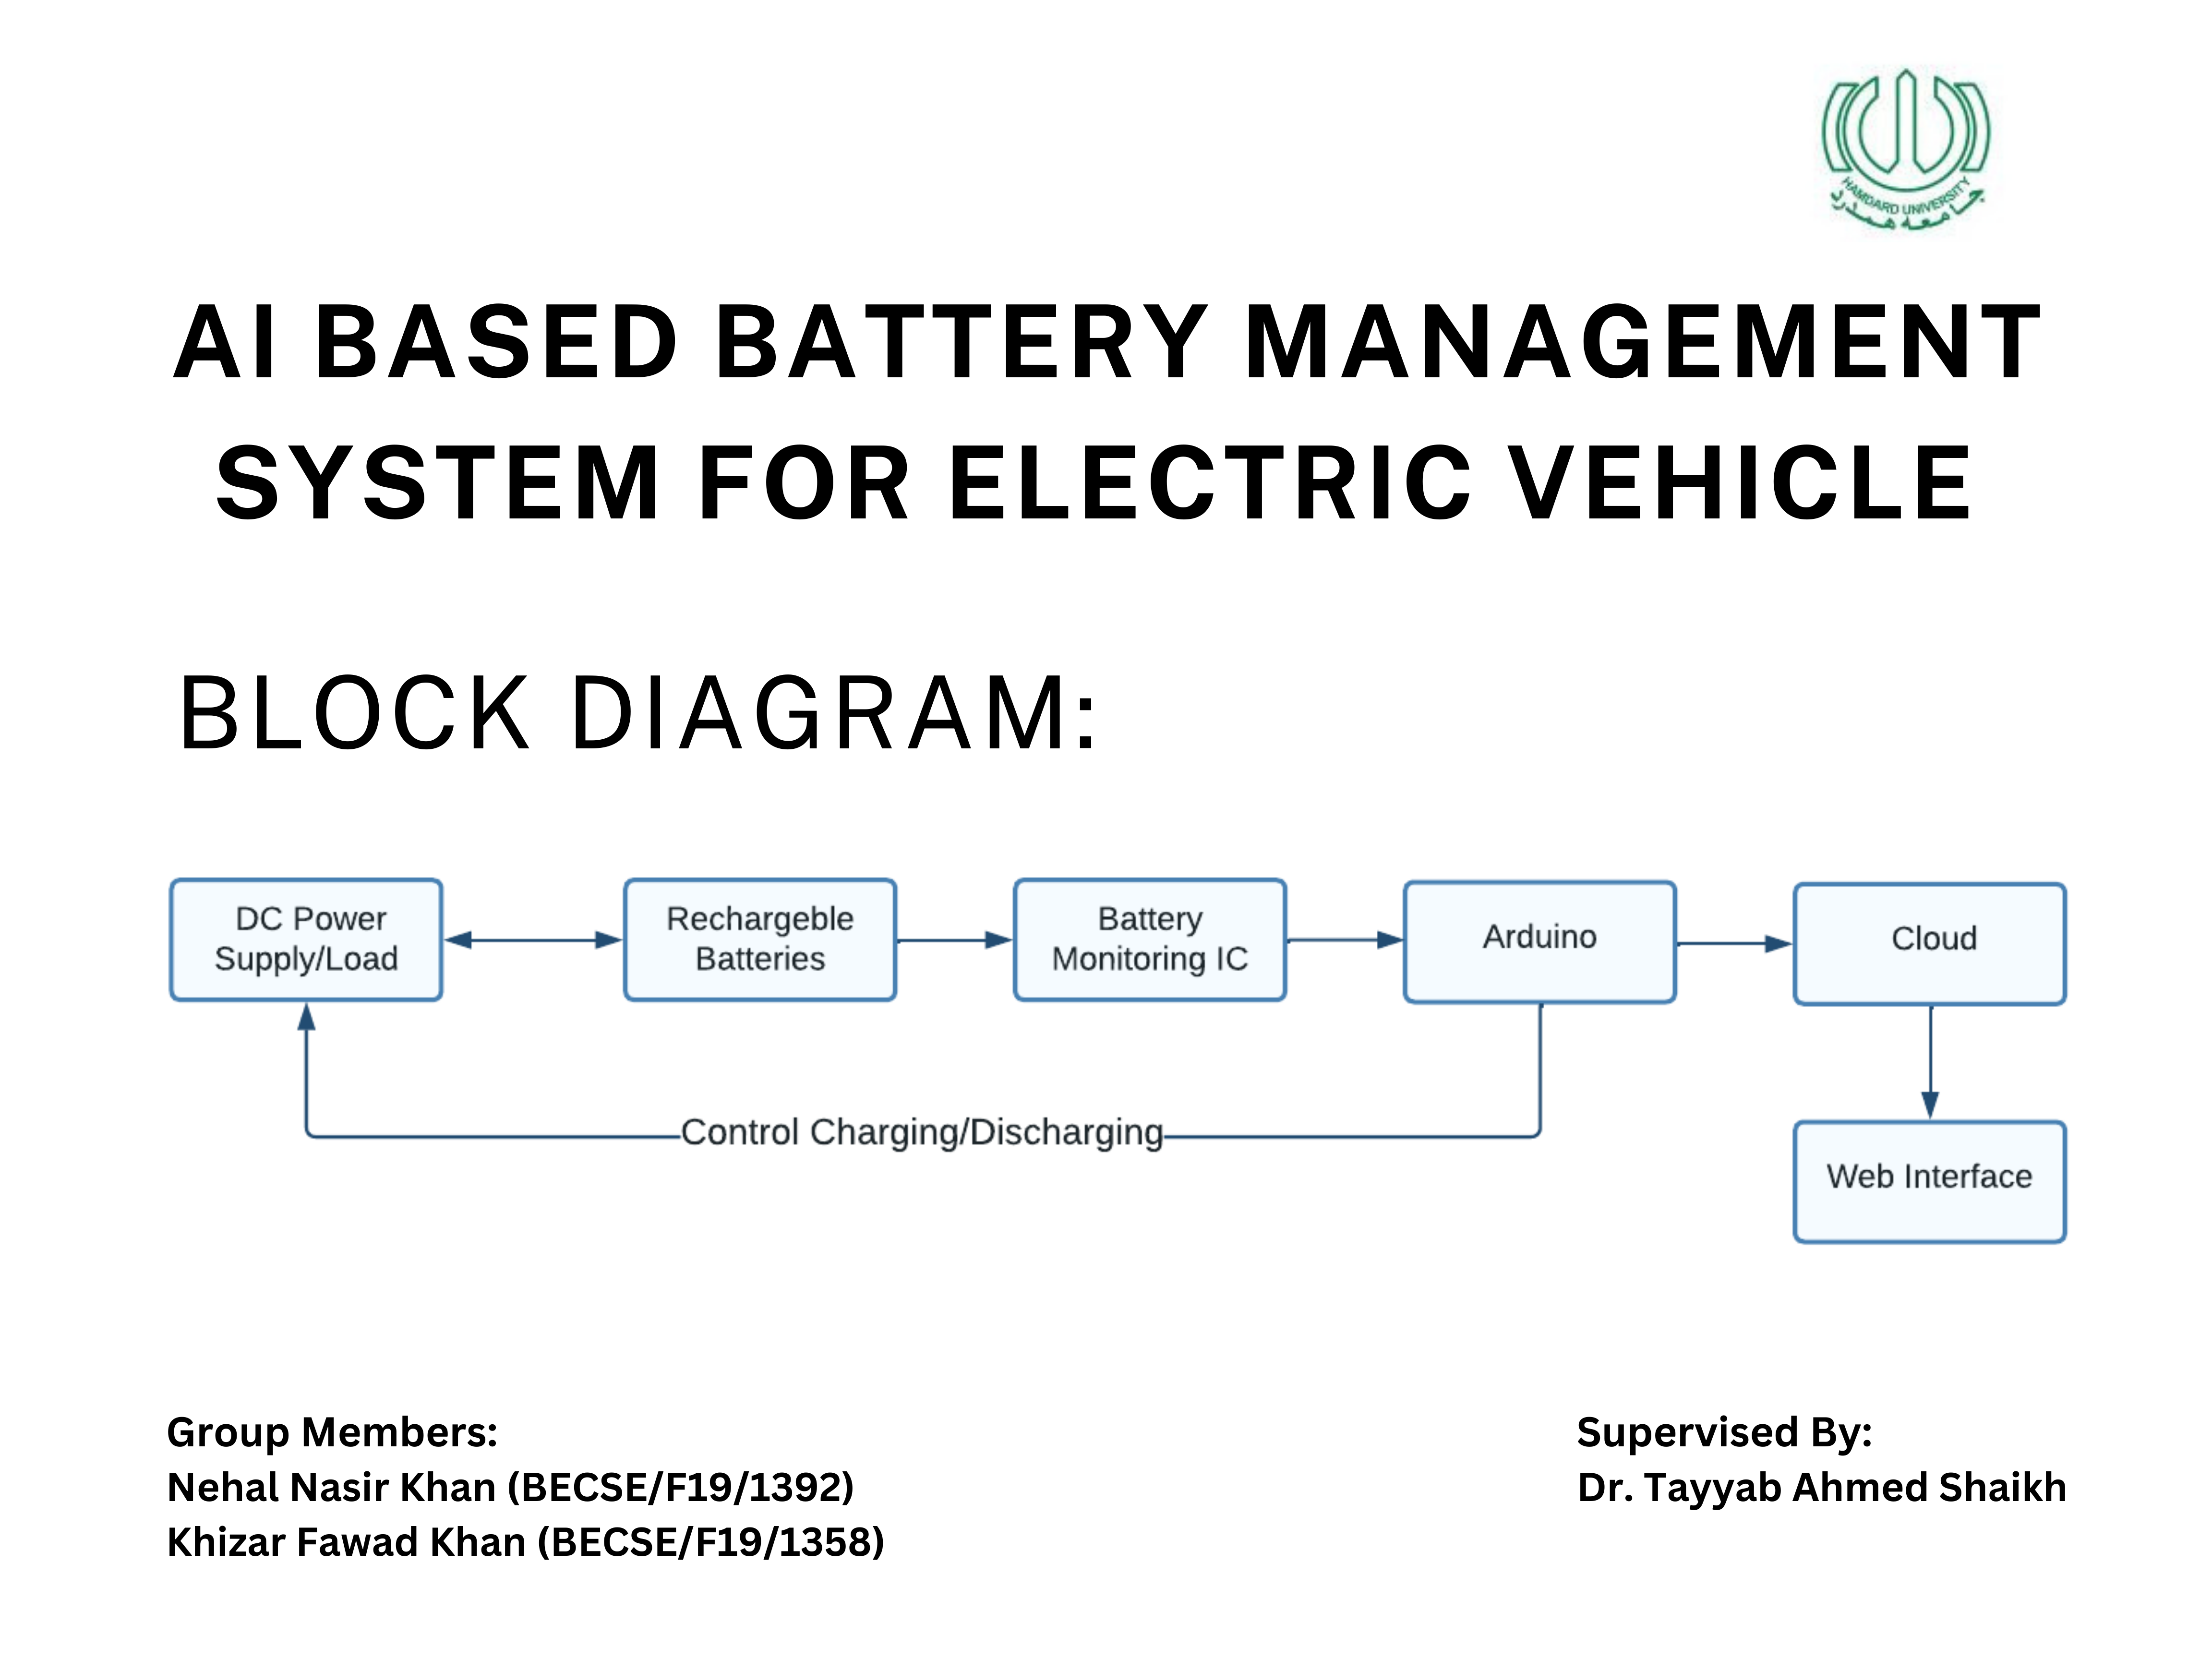 HAMDARD UNIVERSITY
جامعه همدرد
AI BASED BATTERY MANAGEMENT
SYSTEM FOR ELECTRIC VEHICLE
BLOCK DIAGRAM:
DC Power
Supply/Load
Rechargeble
Batteries
Battery
Monitoring IC
Arduino
Cloud
Control Charging/Discharging
Web Interface
Group Members:
Nehal Nasir Khan (BECSE/F19/1392)
Khizar Fawad Khan (BECSE/F19/1358)
Supervised By:
Dr. Tayyab Ahmed Shaikh